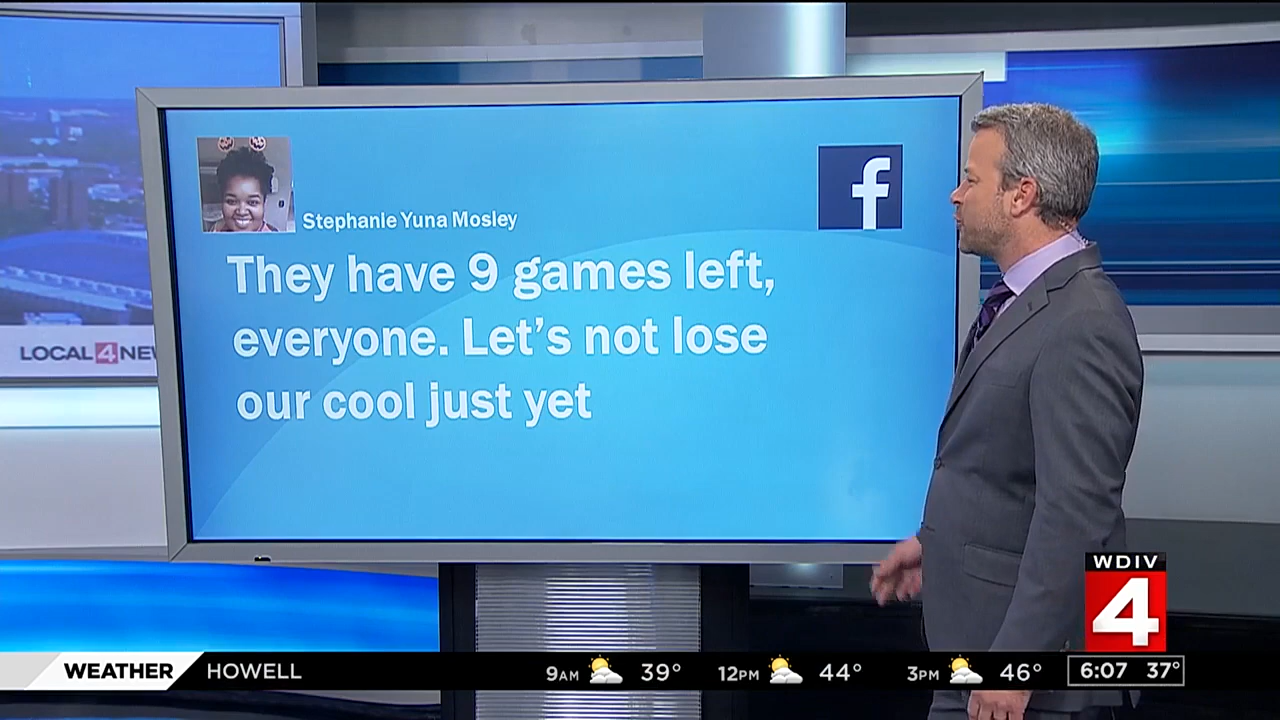 Stephanie Yuna Mosley
f
They have 9 games left,
everyone. Let's not lose
our cool just yet
LOCAL 4 NEW
WDIV
4
WEATHER HOWELL 9AM 39° 12PM 44° 3PM 46° 6:07 37°